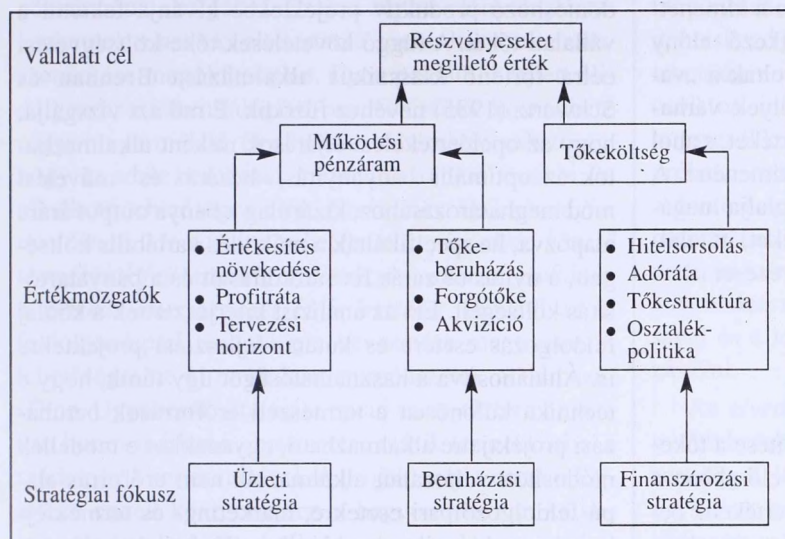 Vállalati cél
Részvényeseket
megillető érték
Működési
pénzáram
Tőkeköltség
Értékmozgatók
• Értékesítés
növekedése
• Profitráta
• Tervezési
horizont
• Tőke-
beruházás
• Forgótőke
• Akvizíció
• Hitelsorolás
• Adóráta
• Tőkestruktúra
• Osztalék-
politika
Stratégiai fókusz
Üzleti
stratégia
Beruházási
stratégia
Finanszírozási
stratégia